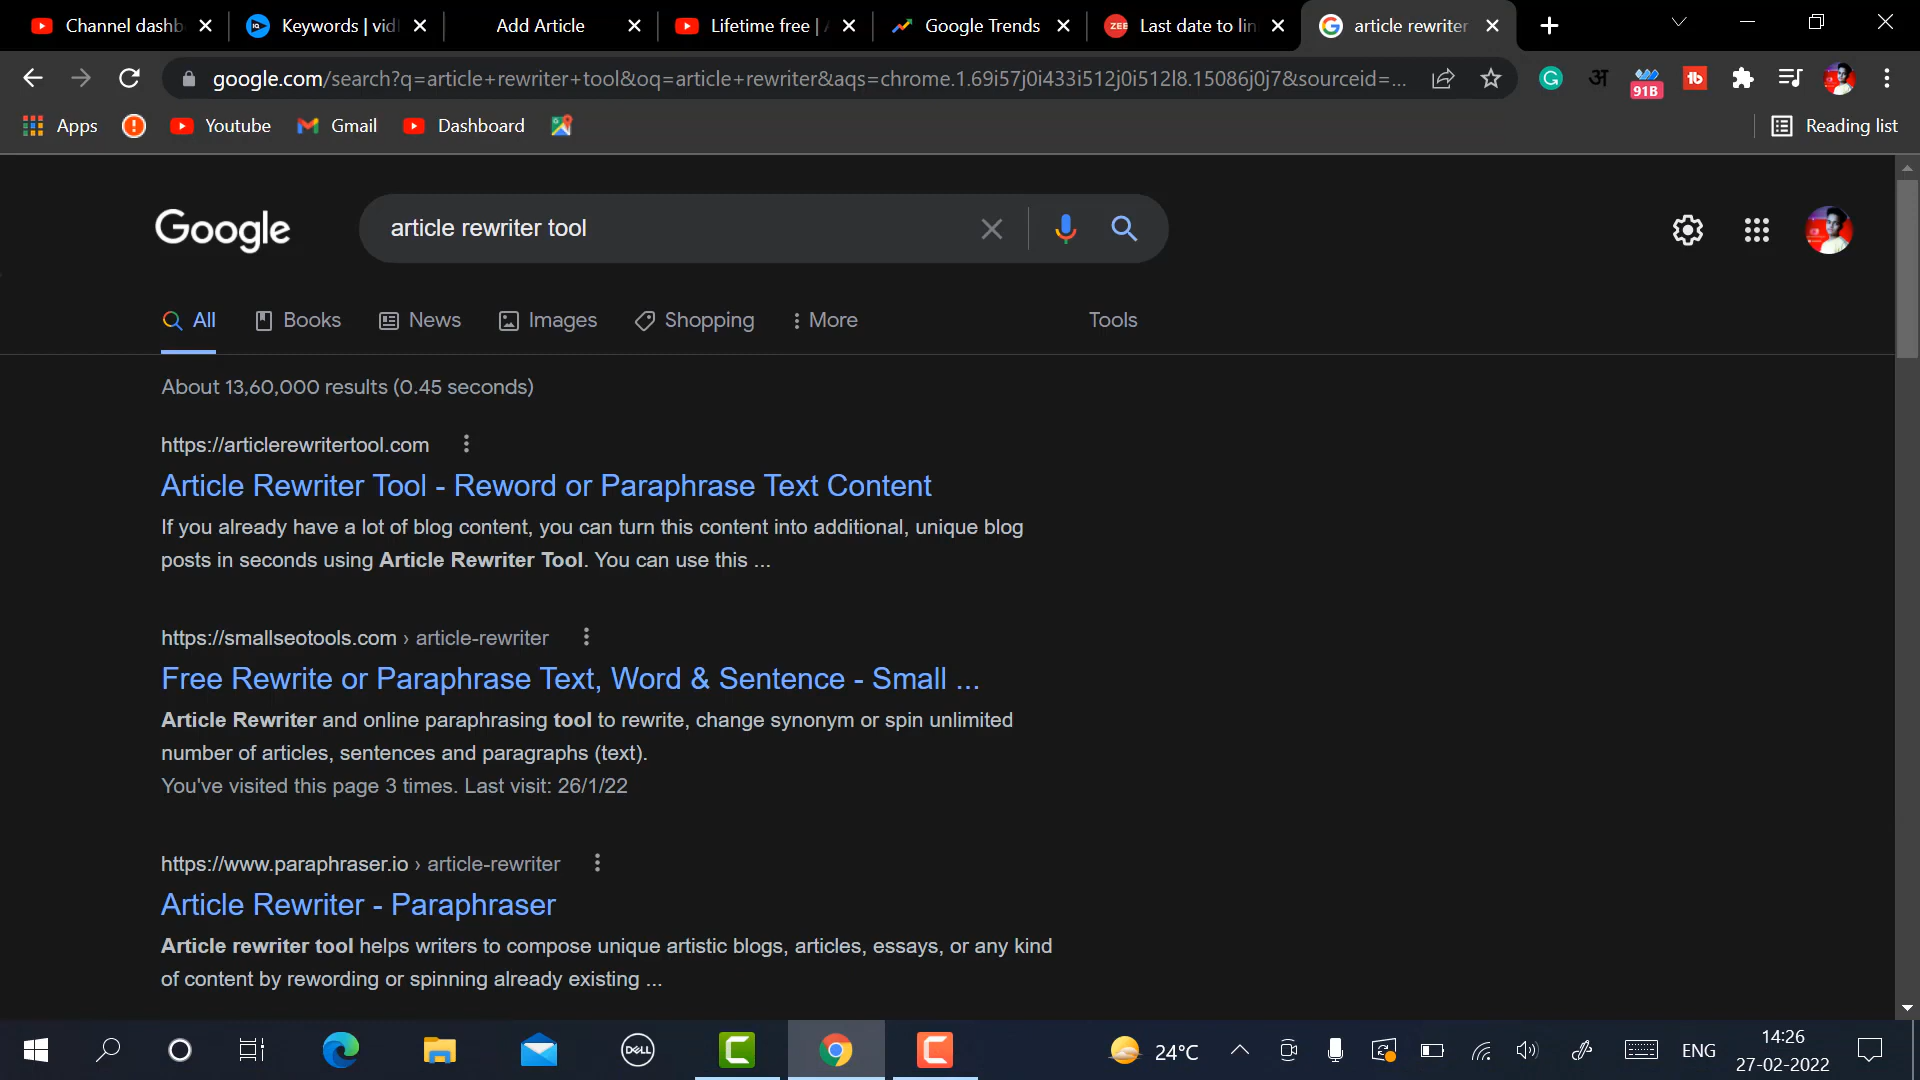 Channel dashb
Keywords | vid
Add Article
Lifetime free |
Google Trends
Last date to lin
article rewriter
google.com/search?q=article+rewriter+tool&oq=article+rewriter&aqs=chrome.1.69i57j0i433i512j0i512l8.15086j0j7&sourceid=...
अ
91B
Apps
Youtube
Gmail
Dashboard
Reading list
Google
article rewriter tool
All
Books
News
Images
Shopping
More
Tools
About 13,60,000 results (0.45 seconds)
https://articlerewritertool.com
Article Rewriter Tool - Reword or Paraphrase Text Content
If you already have a lot of blog content, you can turn this content into additional, unique blog
posts in seconds using Article Rewriter Tool. You can use this ...
https://smallseotools.com › article-rewriter
Free Rewrite or Paraphrase Text, Word & Sentence - Small ...
Article Rewriter and online paraphrasing tool to rewrite, change synonym or spin unlimited
number of articles, sentences and paragraphs (text).
You've visited this page 3 times. Last visit: 26/1/22
https://www.paraphraser.io › article-rewriter
Article Rewriter - Paraphraser
Article rewriter tool helps writers to compose unique artistic blogs, articles, essays, or any kind
of content by rewording or spinning already existing ...
DELL
24°C
ENG
14:26
27-02-2022